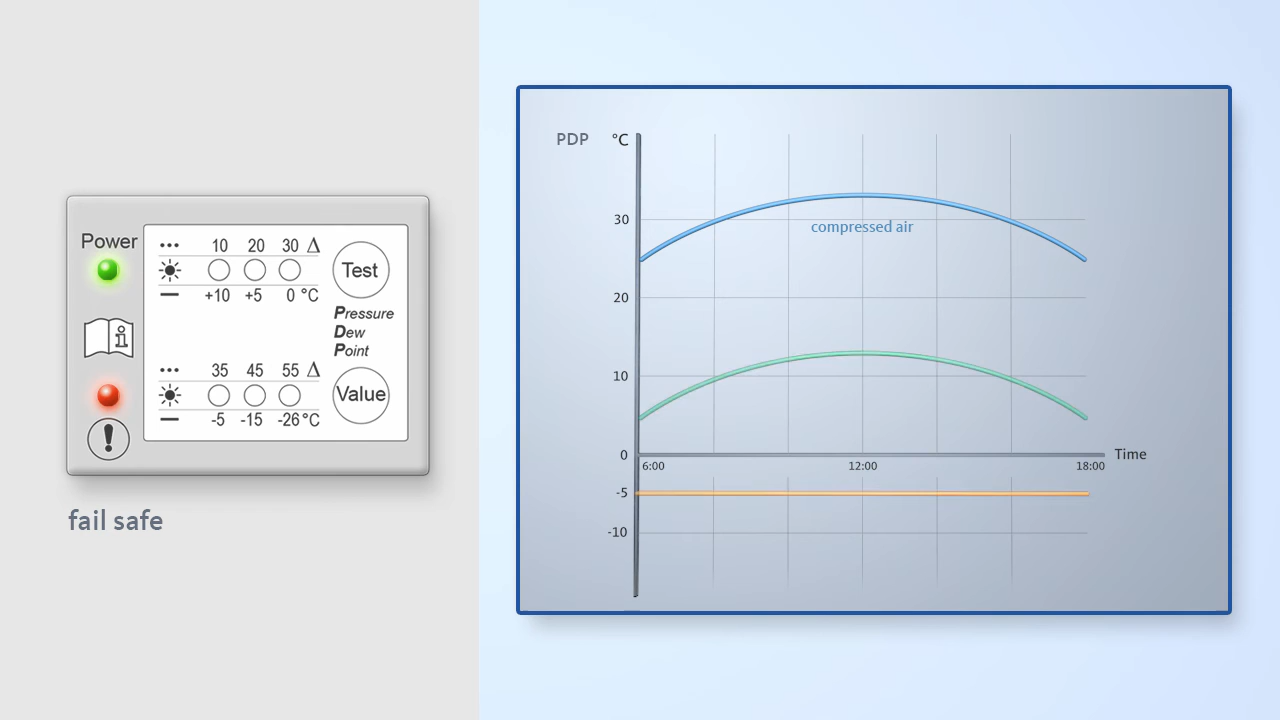 Power
••• 10 20 30 Δ
Test
+10 +5 0 °C
Pressure
Dew
Point
••• 35 45 55 Δ
Value
-5 -15 -26 °C
fail safe
PDP °C
30
compressed air
20
10
0
Time
6:00 12:00 18:00
-5
-10